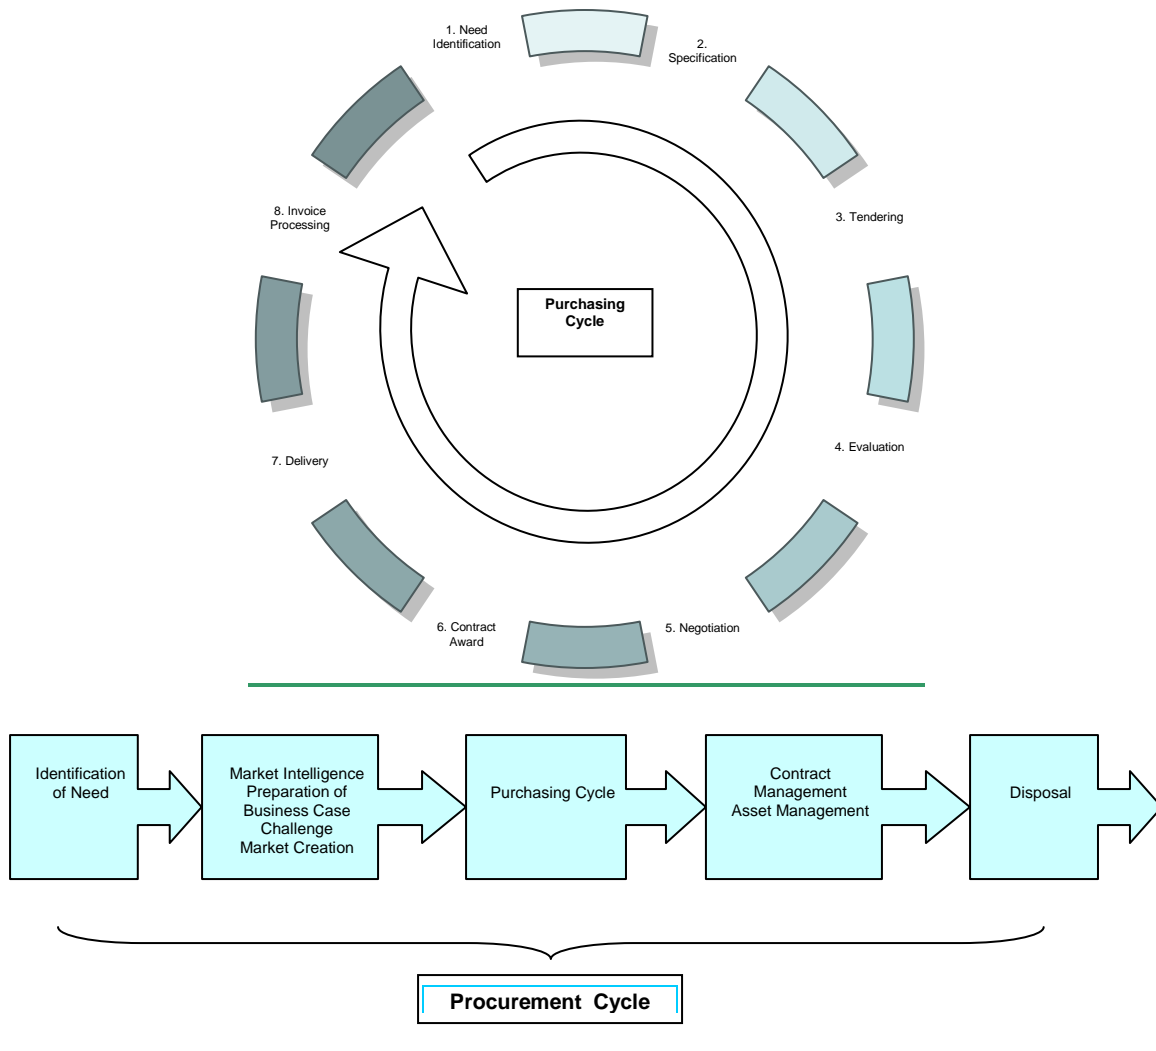 1. Need
Identification
2.
Specification
3. Tendering
4. Evaluation
5. Negotiation
6. Contract
Award
7. Delivery
8. Invoice
Processing
Purchasing
Cycle
Identification
of Need
Market Intelligence
Preparation of
Business Case
Challenge
Market Creation
Purchasing Cycle
Contract
Management
Asset Management
Disposal
Procurement Cycle